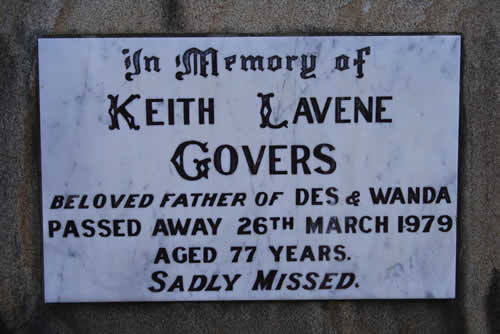 In Memory of
KEITH LAVENE
GOVERS
BELOVED FATHER OF DES & WANDA
PASSED AWAY 26TH MARCH 1979
AGED 77 YEARS.
SADLY MISSED.